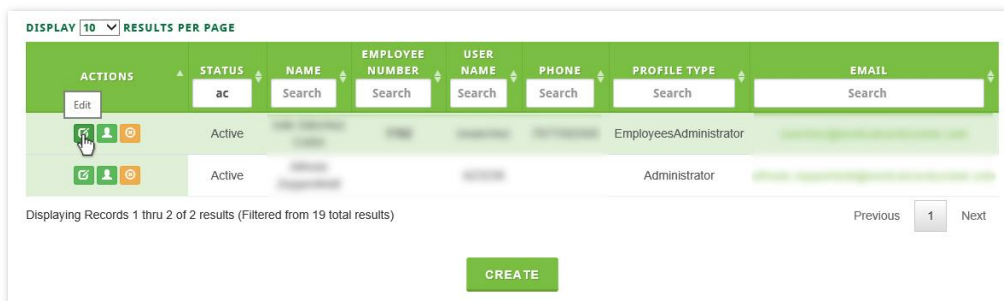 DISPLAY 10 RESULTS PER PAGE
ACTIONS STATUS NAME EMPLOYEE NUMBER USER NAME PHONE PROFILE TYPE EMAIL
ac Search Search Search Search Search Search
Edit
Active EmployeesAdministrator
Active Administrator
Displaying Records 1 thru 2 of 2 results (Filtered from 19 total results) Previous 1 Next
CREATE